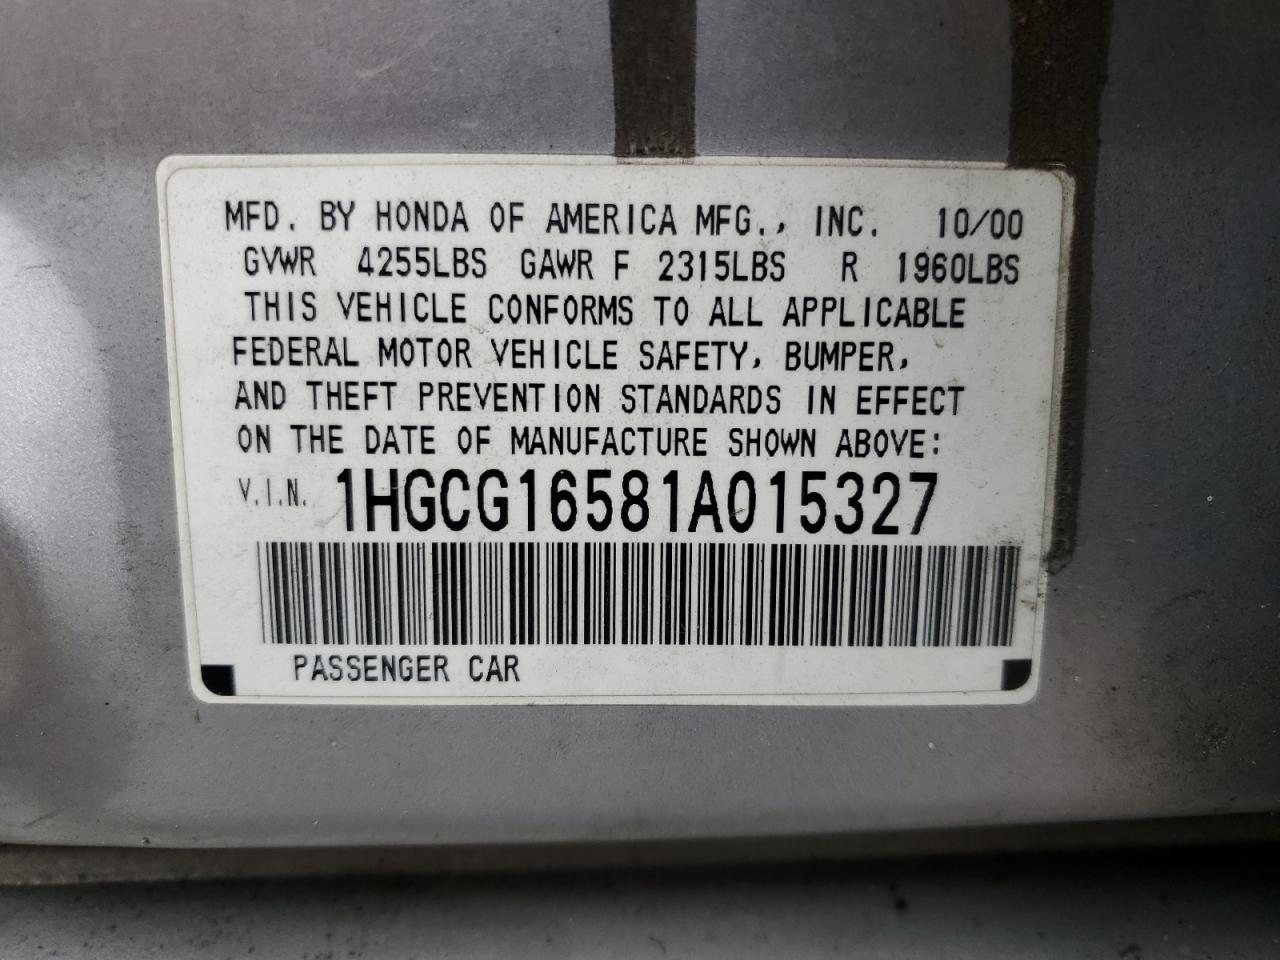 MFD. BY HONDA OF AMERICA MFG., INC. 10/00
GVWR 4255LBS GAWR F 2315LBS R 1960LBS
THIS VEHICLE CONFORMS TO ALL APPLICABLE
FEDERAL MOTOR VEHICLE SAFETY, BUMPER,
AND THEFT PREVENTION STANDARDS IN EFFECT
ON THE DATE OF MANUFACTURE SHOWN ABOVE:
V.I.N. 1HGCG16581A015327
PASSENGER CAR